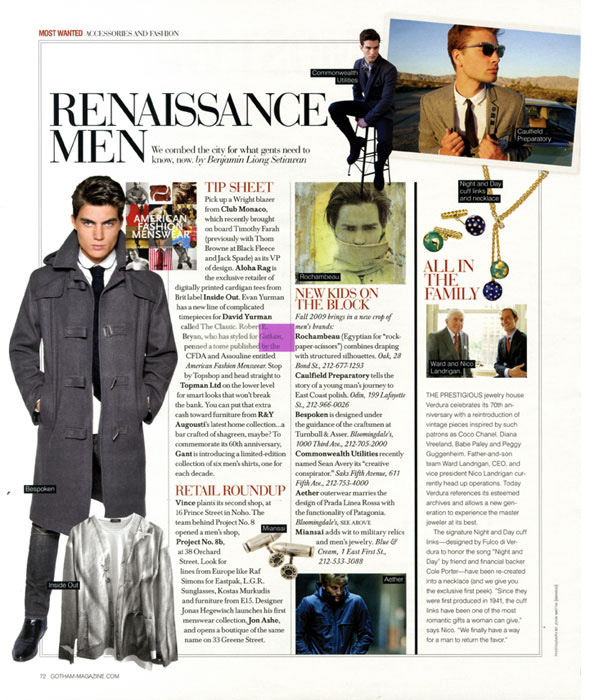 MOST WANTED ACCESSORIES AND FASHION
RENAISSANCE
MEN
We combed the city for what gents need to
know, now. by Benjamin Liong Setiawan
Commonwealth
Utilities
Caulfield
Preparatory
AMERICAN
FASHION
MENSWEAR
TIP SHEET
Pick up a Wright blazer
from Club Monaco,
which recently brought
on board Timothy Farah
(previously with Thom
Browne at Black Fleece
and Jack Spade) as its VP
of design. Aloha Rag is
the exclusive retailer of
digitally printed cardigan tees from
Brit label Inside Out. Evan Yurman
has a new line of complicated
timepieces for David Yurman
called The Classic. Robert E.
Bryan, who has styled for Gotham,
penned a tome published by the
CFDA and Assouline entitled
American Fashion Menswear. Stop
by Topshop and head straight to
Topman Ltd on the lower level
for smart looks that won't break
the bank. You can put that extra
cash toward furniture from R&Y
Augousti's latest home collection...a
bar crafted of shagreen, maybe? To
commemorate its 60th anniversary,
Gant is introducing a limited-edition
collection of six men's shirts, one for
each decade.
RETAIL ROUNDUP
Vince plants its second shop, at
16 Prince Street in Noho. The
team behind Project No. 8
opened a men's shop,
Project No. 8b,
at 38 Orchard
Street. Look for
lines from Europe like Raf
Simons for Eastpak, L.G.R.
Sunglasses, Kostas Murkudis
and furniture from E15. Designer
Jonas Hegewisch launches his first
menswear collection, Jon Ashe,
and opens a boutique of the same
name on 33 Greene Street.
Bespoken
Inside Out
Miansai
Rochambeau
NEW KIDS ON
THE BLOCK
Fall 2009 brings in a new crop of
men's brands:
Rochambeau (Egyptian for "rock-
paper-scissors") combines draping
with structured silhouettes. Oak, 28
Bond St., 212-677-1293
Caulfield Preparatory tells the
story of a young man's journey to
East Coast polish. Odin, 199 Lafayette
St., 212-966-0026
Bespoken is designed under
the guidance of the craftsmen at
Turnbull & Asser. Bloomingdale's,
1000 Third Ave., 212-705-2000
Commonwealth Utilities recently
named Sean Avery its "creative
conspirator." Saks Fifth Avenue, 611
Fifth Ave., 212-753-4000
Aether outerwear marries the
design of Prada Linea Rossa with
the functionality of Patagonia.
Bloomingdale's, SEE ABOVE
Miansai adds wit to military relics
and men's jewelry. Blue &
Cream, 1 East First St.,
212-533-3088
Aether
Night and Day
cuff links
and necklace
ALL IN
THE
FAMILY
Ward and Nico
Landrigan.
THE PRESTIGIOUS jewelry house
Verdura celebrates its 70th ann-
iversary with a reintroduction of
vintage pieces inspired by such
patrons as Coco Chanel, Diana
Vreeland, Babe Paley and Peggy
Guggenheim. Father-and-son
team Ward Landrigan, CEO, and
vice president Nico Landrigan cur-
rently head up operations. Today
Verdura references its esteemed
archives and allows a new gen-
eration to experience the master
jeweler at its best.
The signature Night and Day cuff
links—designed by Fulco di Ver-
dura to honor the song "Night and
Day" by friend and financial backer
Cole Porter—have been re-created
into a necklace (and we give you
the exclusive first peek). "Since they
were first produced in 1941, the cuff
links have been one of the most
romantic gifts a woman can give,"
says Nico. "We finally have a way
for a man to return the favor."
72 GOTHAM-MAGAZINE.COM